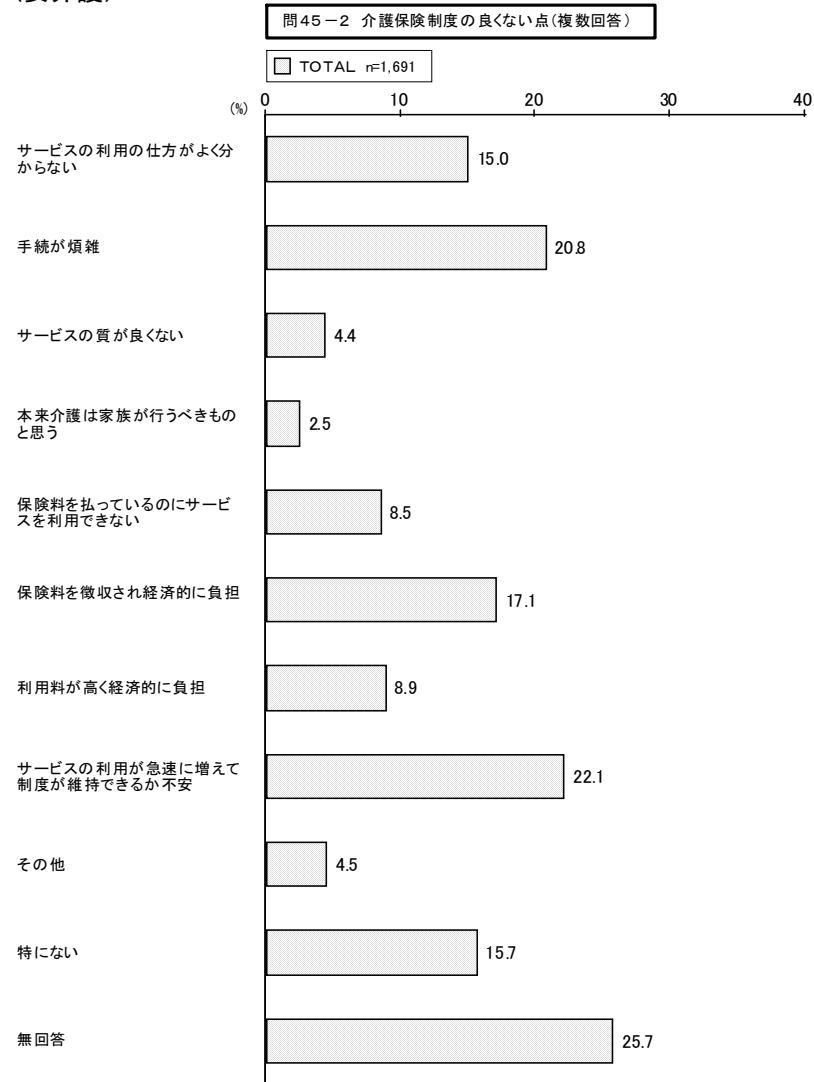 問45－2 介護保険制度の良くない点(複数回答)
TOTAL n=1,691
(%)
0 10 20 30 40
サービスの利用の仕方がよく分
からない
15.0
手続が煩雑
20.8
サービスの質が良くない
4.4
本来介護は家族が行うべきもの
と思う
2.5
保険料を払っているのにサービ
スを利用できない
8.5
保険料を徴収され経済的に負担
17.1
利用料が高く経済的に負担
8.9
サービスの利用が急速に増えて
制度が維持できるか不安
22.1
その他
4.5
特にない
15.7
無回答
25.7